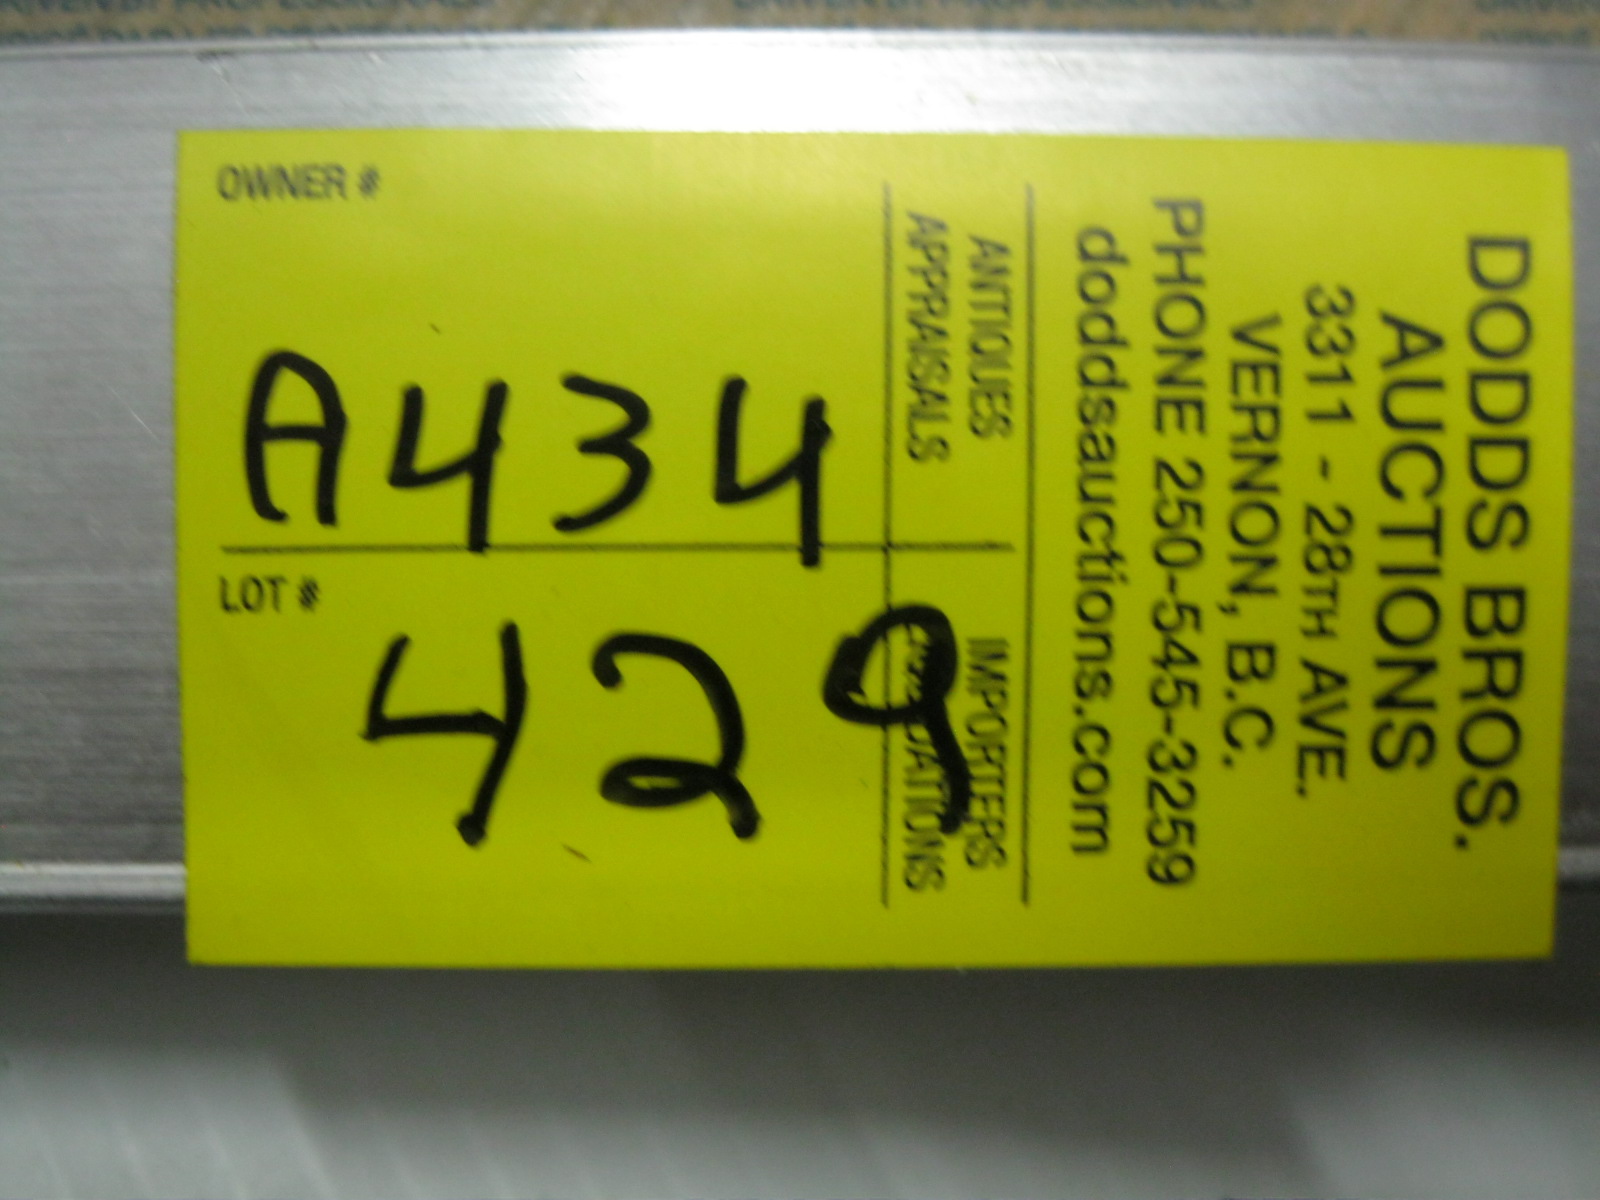 DODDS BROS.
AUCTIONS
3311 - 28TH AVE.
VERNON, B.C.
PHONE 250-545-3259
doddsauctions.com
ANTIQUES
APPRAISALS
IMPORTERS
OWNER #
A434
LOT #
429